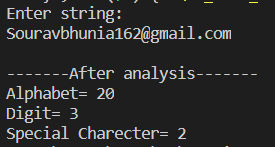 Enter string:
Souravbhunia162@gmail.com
-------After analysis-------
Alphabet= 20
Digit= 3
Special Charecter= 2